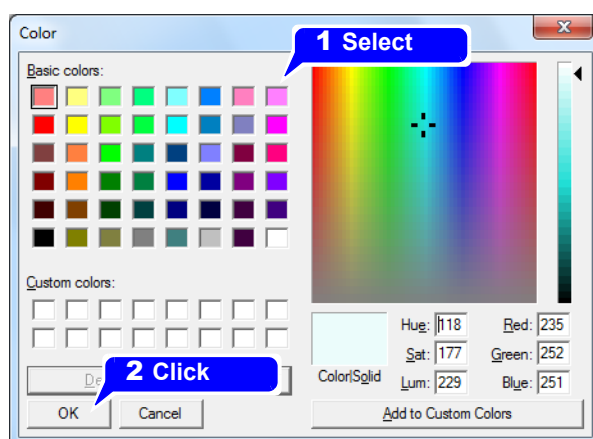 Color
x
1 Select
Basic colors:
Custom colors:
2 Click
OK
Cancel
Color|Solid
Hue: 118
Sat: 177
Lum: 229
Red: 235
Green: 252
Blue: 251
Add to Custom Colors